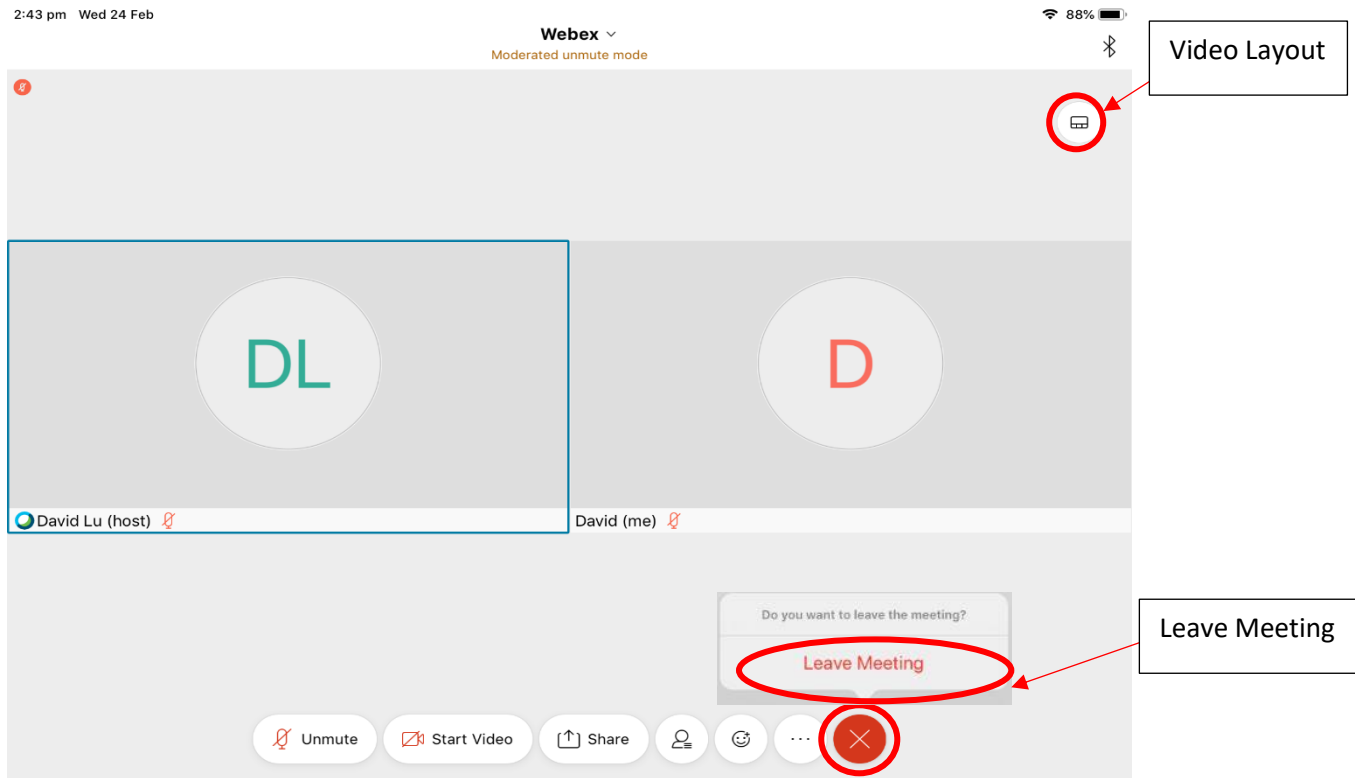 2:43 pm Wed 24 Feb
88%
Webex
Moderated unmute mode
Video Layout
DL
D
David Lu (host)
David (me)
Do you want to leave the meeting?
Leave Meeting
Leave Meeting
Unmute
Start Video
Share